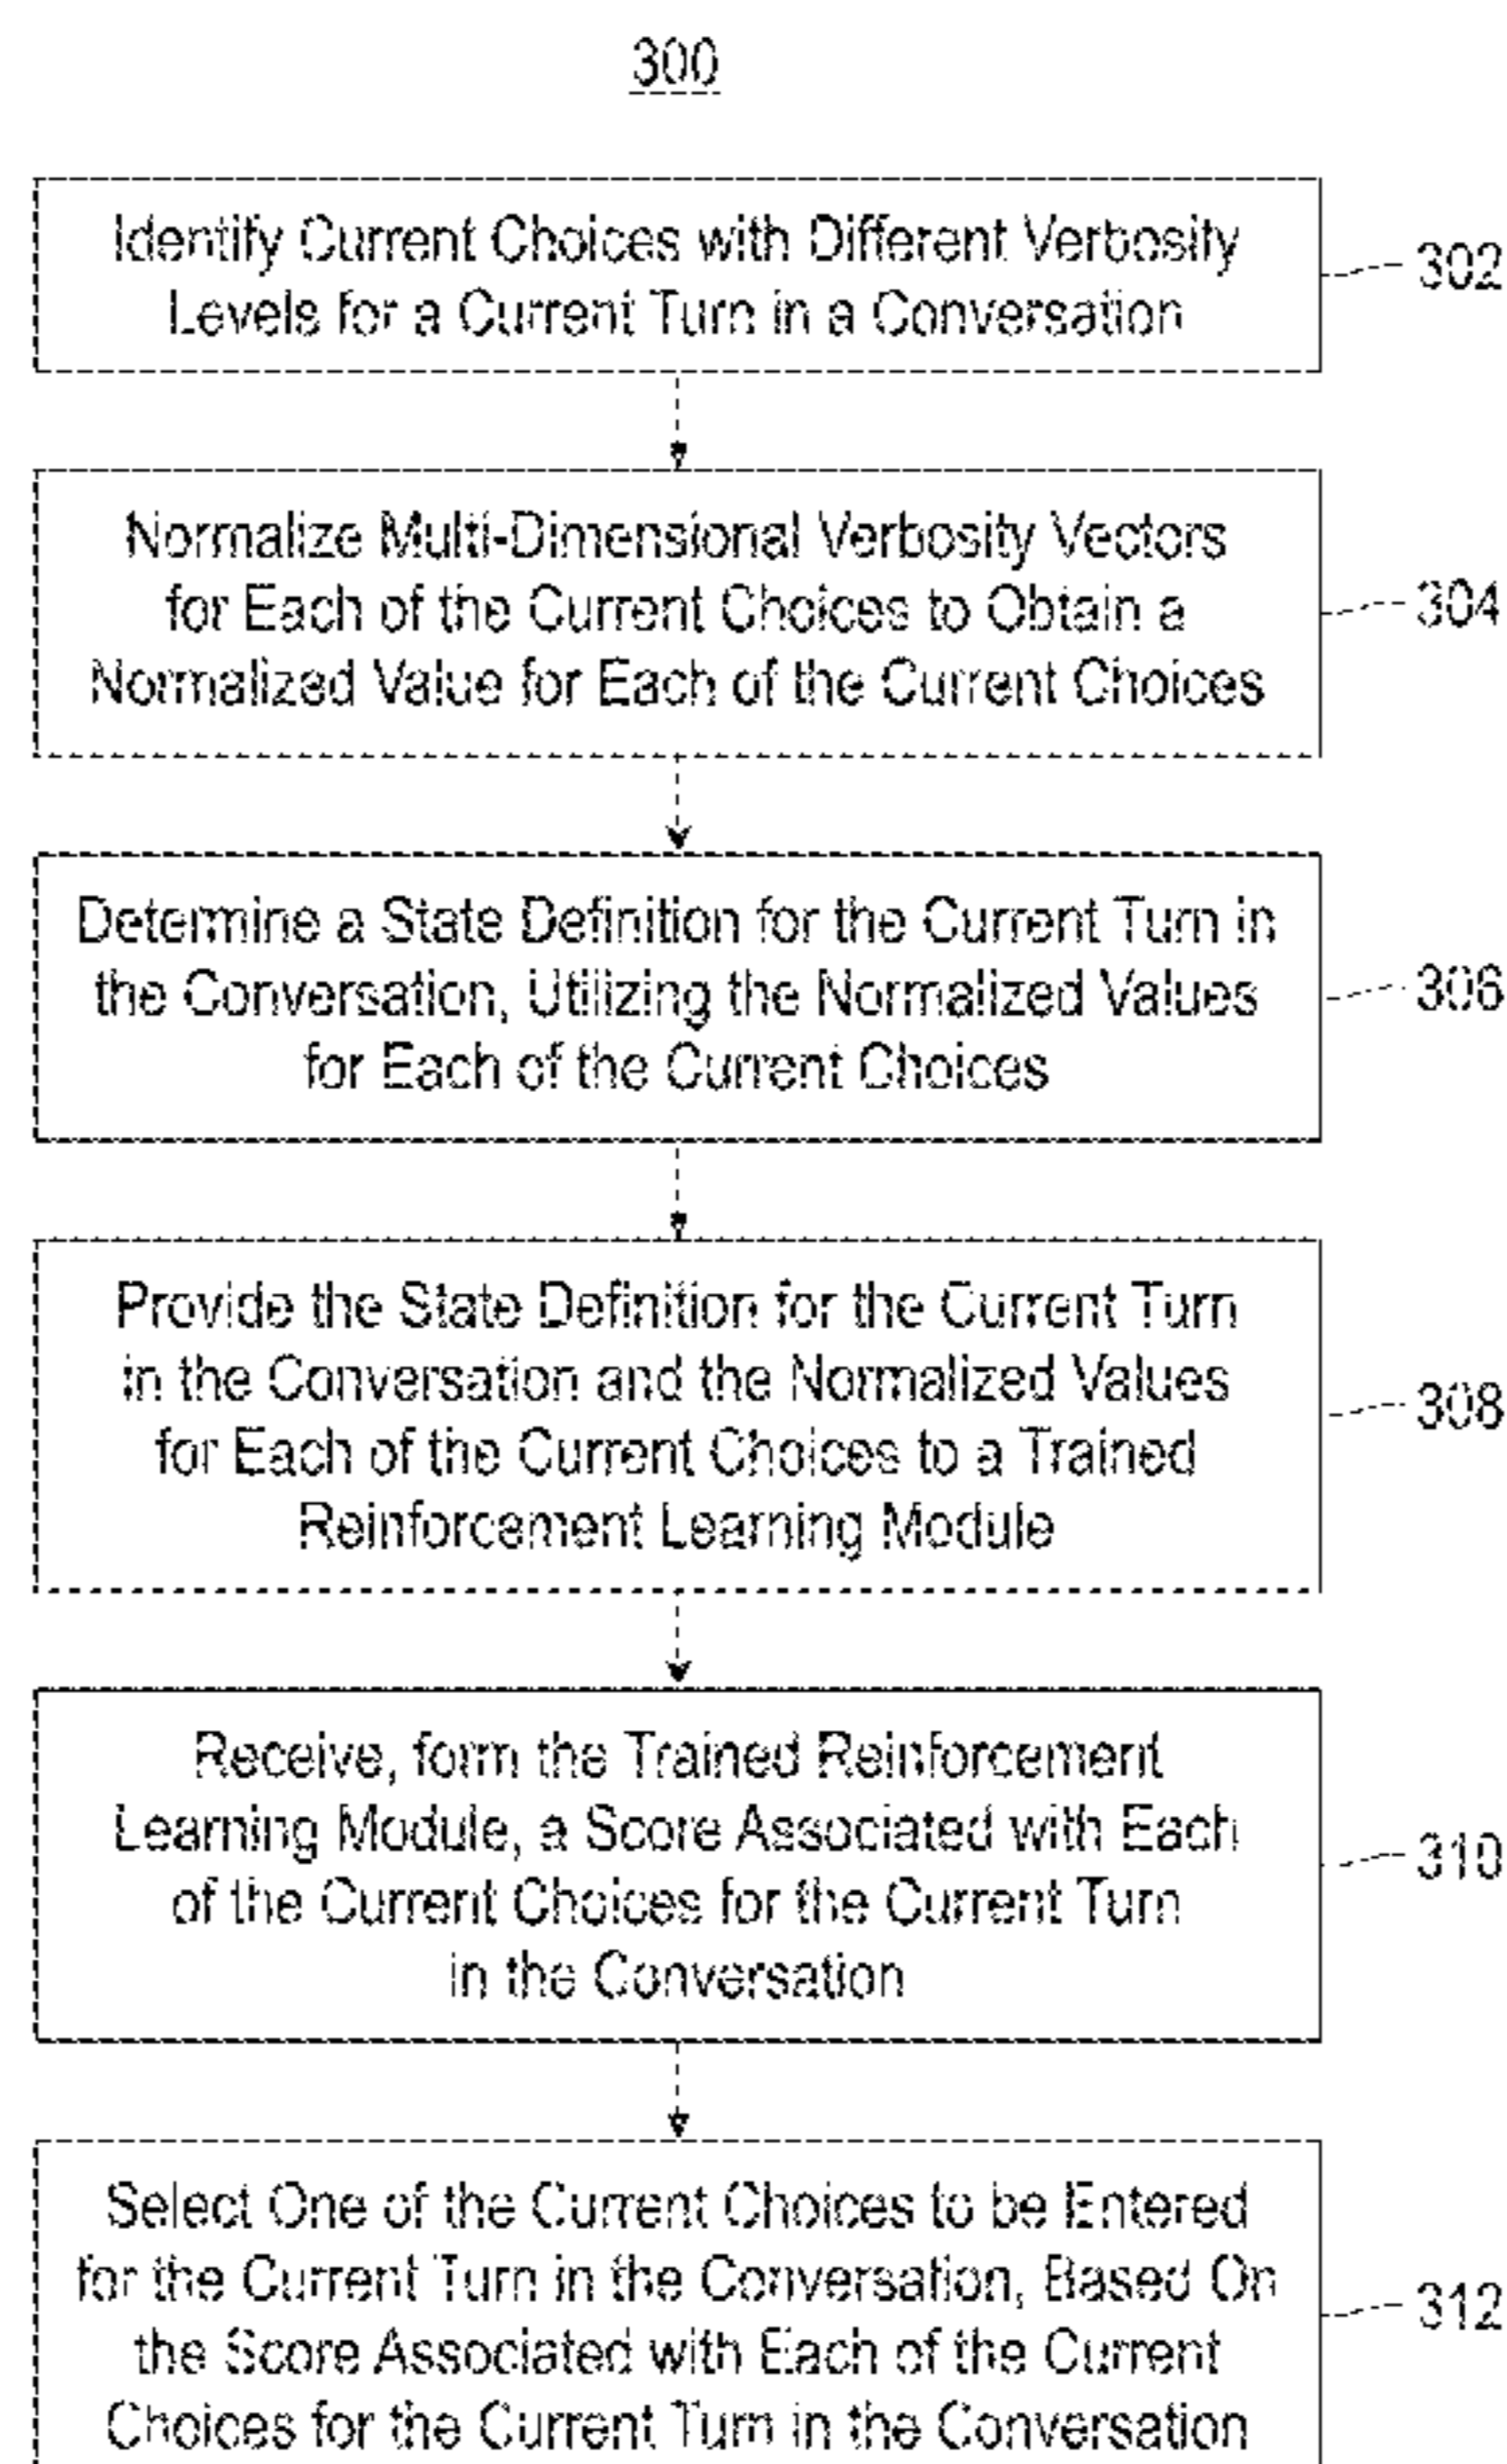 300
Identify Current Choices with Different Verbosity
Levels for a Current Turn in a Conversation
302
Normalize Multi-Dimensional Verbosity Vectors
for Each of the Current Choices to Obtain a
Normalized Value for Each of the Current Choices
304
Determine a State Definition for the Current Turn in
the Conversation, Utilizing the Normalized Values
for Each of the Current Choices
306
Provide the State Definition for the Current Turn
in the Conversation and the Normalized Values
for Each of the Current Choices to a Trained
Reinforcement Learning Module
308
Receive, form the Trained Reinforcement
Learning Module, a Score Associated with Each
of the Current Choices for the Current Turn
in the Conversation
310
Select One of the Current Choices to be Entered
for the Current Turn in the Conversation, Based On
the Score Associated with Each of the Current
Choices for the Current Turn in the Conversation
312